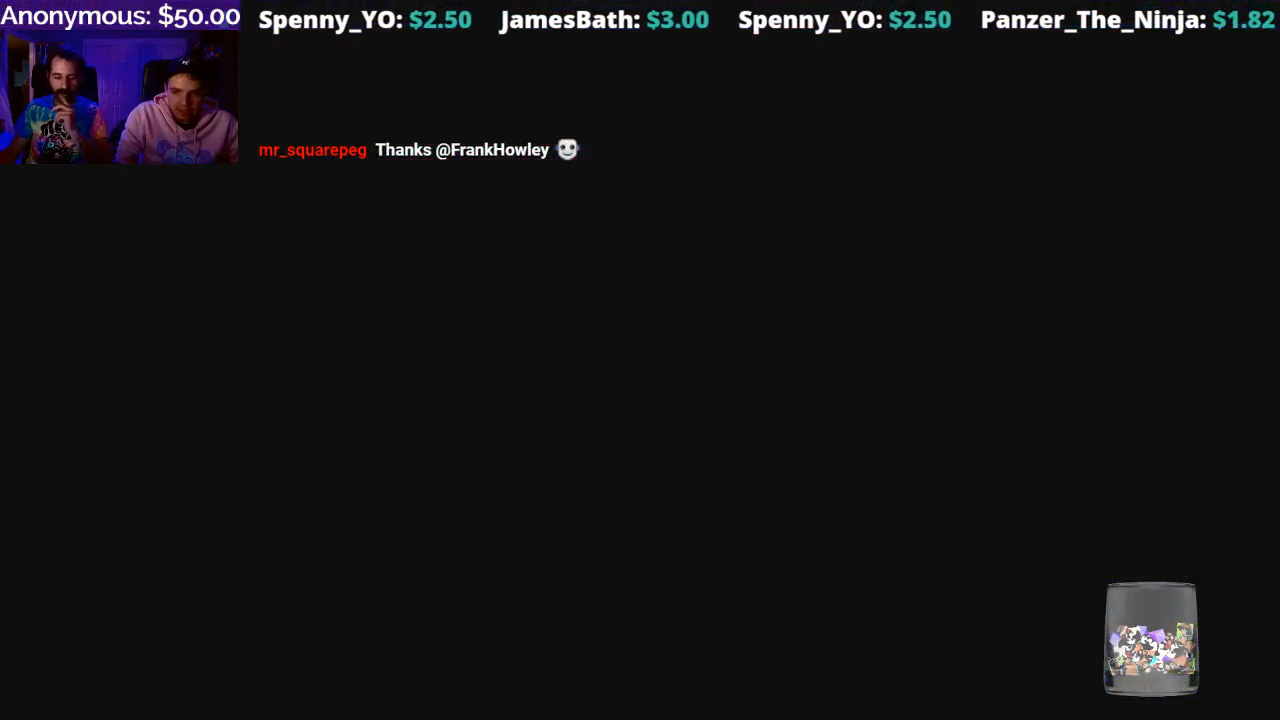 Anonymous: $50.00
Spenny_YO: $2.50 JamesBath: $3.00 Spenny_YO: $2.50 Panzer_The_Ninja: $1.82
mr_squarepeg Thanks @FrankHowley